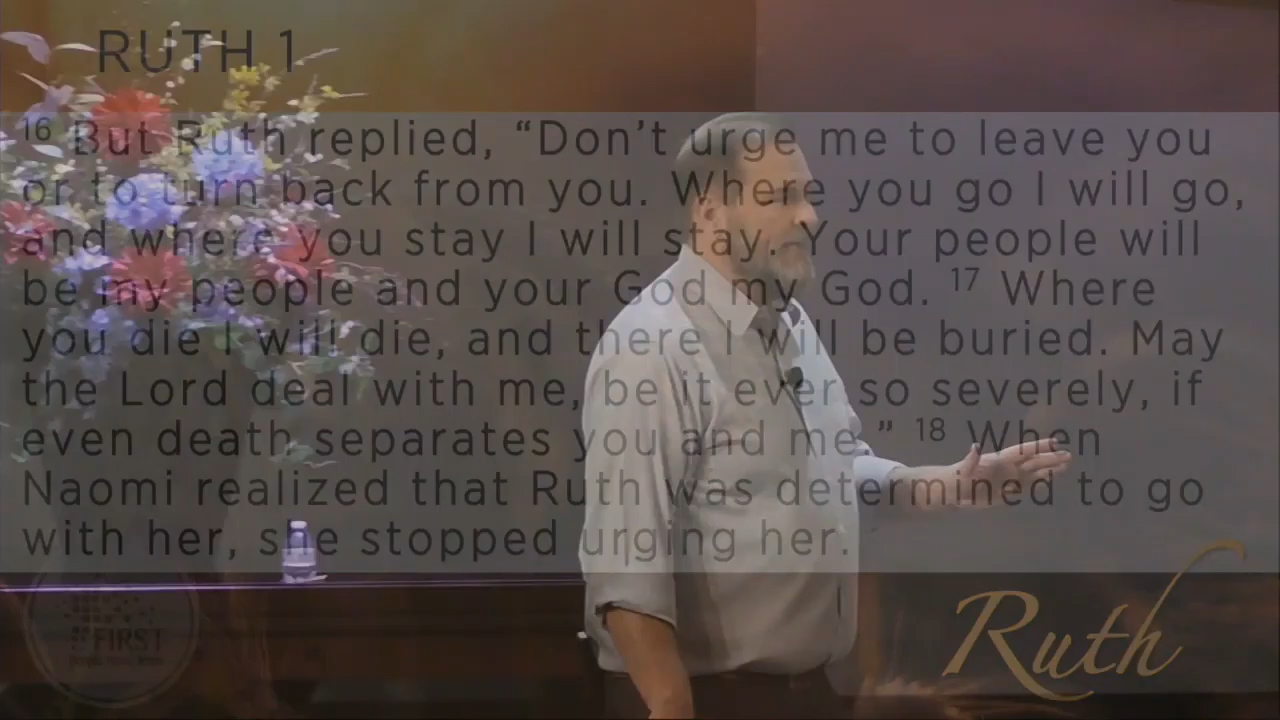 RUTH 1
16 But Ruth replied, “Don’t urge me to leave you
or to turn back from you. Where you go I will go,
and where you stay I will stay. Your people will
be my people and your God my God. 17 Where
you die I will die, and there I will be buried. May
the Lord deal with me, be it ever so severely, if
even death separates you and me.” 18 When
Naomi realized that Ruth was determined to go
with her, she stopped urging her.
FIRST
Ruth